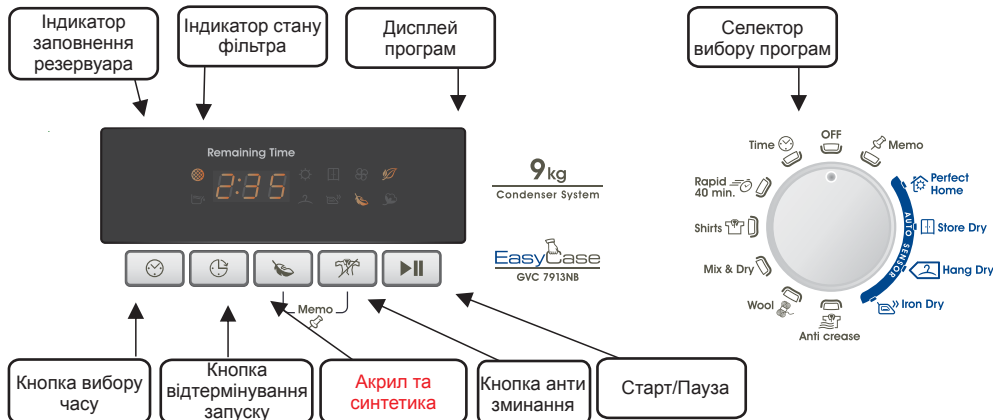 Індикатор
заповнення
резервуара
Індикатор стану
фільтра
Дисплей
програм
Селектор
вибору програм
Remaining Time
2:35
9 kg
Condenser System
EasyCase
GVC 7913NB
Memo
OFF
Time
Memo
Rapid
40 min.
Perfect
Home
Shirts
Store Dry
AUTO SENSOR
Mix & Dry
Hang Dry
Wool
Iron Dry
Anti crease
Кнопка вибору
часу
Кнопка
відтермінування
запуску
Акрил та
синтетика
Кнопка анти
зминання
Старт/Пауза